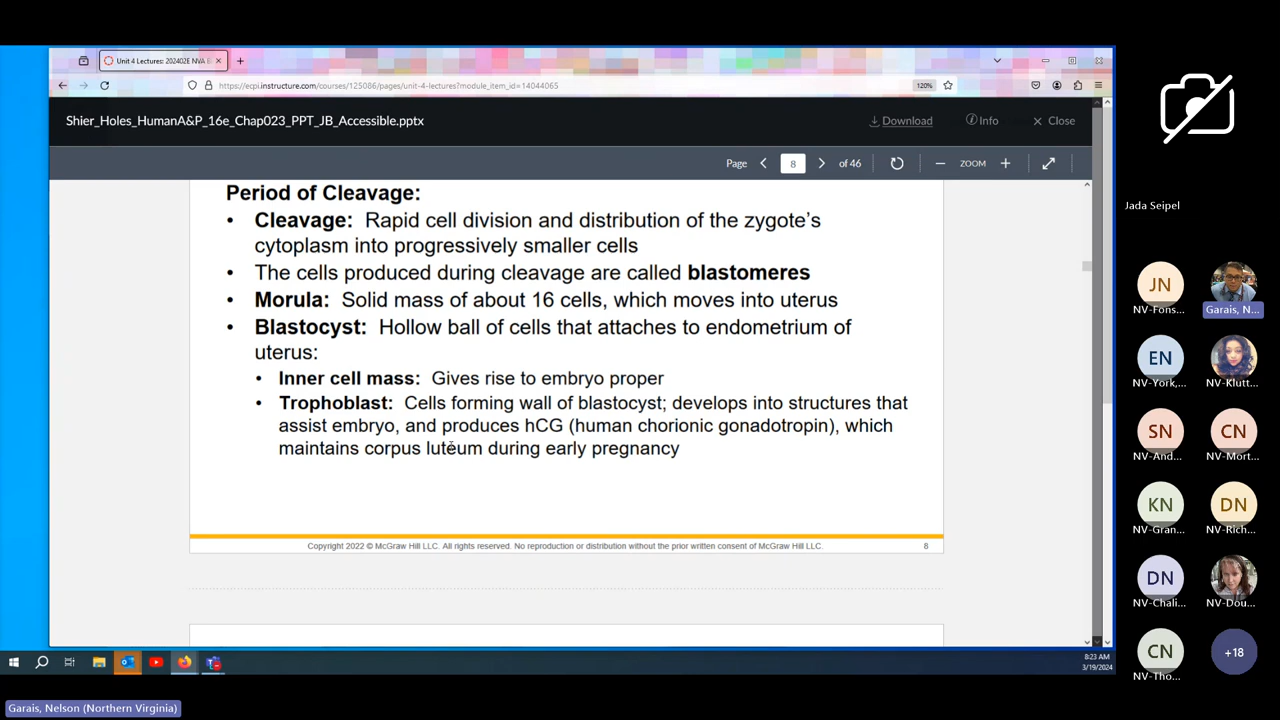 Unit 4 Lectures: 202402E NVA
https://ecpi.instructure.com/courses/125086/pages/unit-4-lectures?module_item_id=14044065
120%
Shier_Holes_HumanA&P_16e_Chap023_PPT_JB_Accessible.pptx
Download
Info
Close
Page
8
of 46
ZOOM
Period of Cleavage:
• Cleavage: Rapid cell division and distribution of the zygote's
cytoplasm into progressively smaller cells
• The cells produced during cleavage are called blastomeres
• Morula: Solid mass of about 16 cells, which moves into uterus
• Blastocyst: Hollow ball of cells that attaches to endometrium of
uterus:
• Inner cell mass: Gives rise to embryo proper
• Trophoblast: Cells forming wall of blastocyst; develops into structures that
assist embryo, and produces hCG (human chorionic gonadotropin), which
maintains corpus luteum during early pregnancy
Copyright 2022 © McGraw Hill LLC. All rights reserved. No reproduction or distribution without the prior written consent of McGraw Hill LLC.
8
8:23 AM
3/19/2024
Garais, Nelson (Northern Virginia)
Jada Seipel
JN
NV-Fons...
Garais, N...
EN
NV-York,...
NV-Klutt...
SN
NV-And...
CN
NV-Mort...
KN
NV-Gran...
DN
NV-Rich...
DN
NV-Chali...
NV-Dou...
CN
NV-Tho...
+18